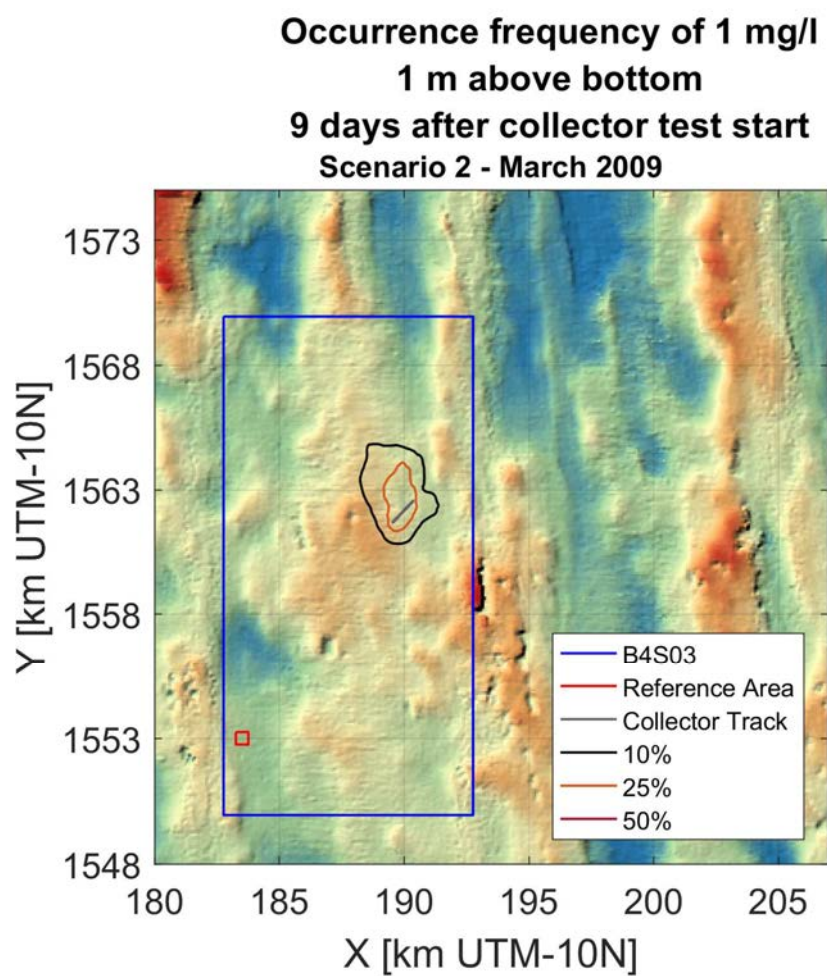 Occurrence frequency of 1 mg/l
1 m above bottom
9 days after collector test start
Scenario 2 - March 2009
Y [km UTM-10N]
1573
1568
1563
1558
1553
1548
B4S03
Reference Area
Collector Track
10%
25%
50%
180
185
190
195
200
205
X [km UTM-10N]